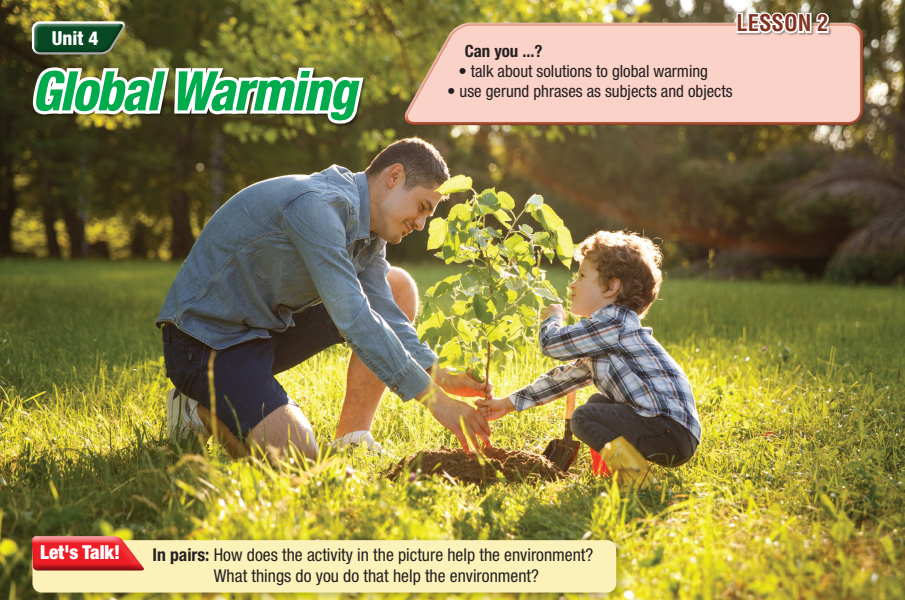 Unit 4
Global Warming
LESSON 2
Can you ...?
• talk about solutions to global warming
• use gerund phrases as subjects and objects
Let's Talk!
In pairs: How does the activity in the picture help the environment?
What things do you do that help the environment?